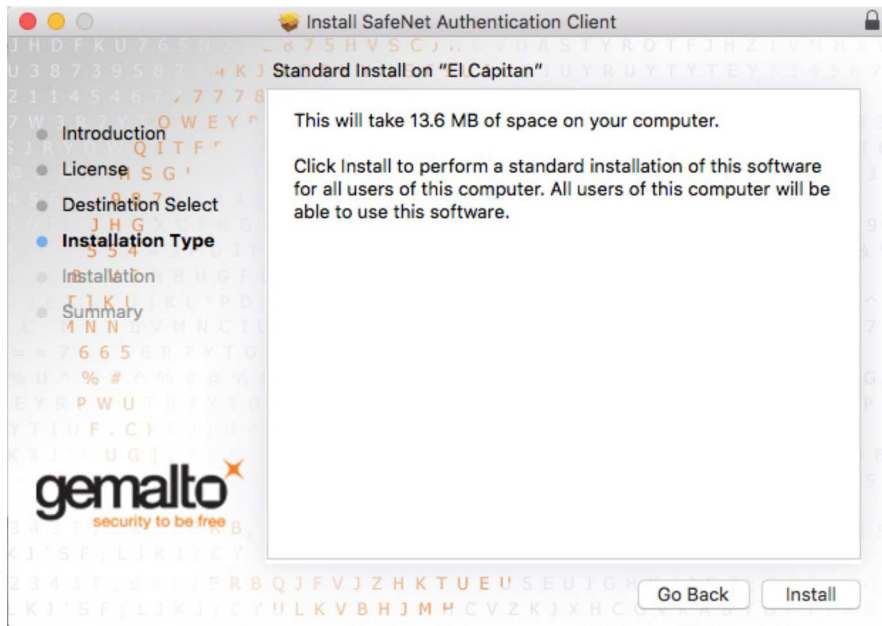 Install SafeNet Authentication Client
Standard Install on “El Capitan”
Introduction
License
Destination Select
Installation Type
Installation
Summary
This will take 13.6 MB of space on your computer.
Click Install to perform a standard installation of this software
for all users of this computer. All users of this computer will be
able to use this software.
gemalto
security to be free
Go Back
Install